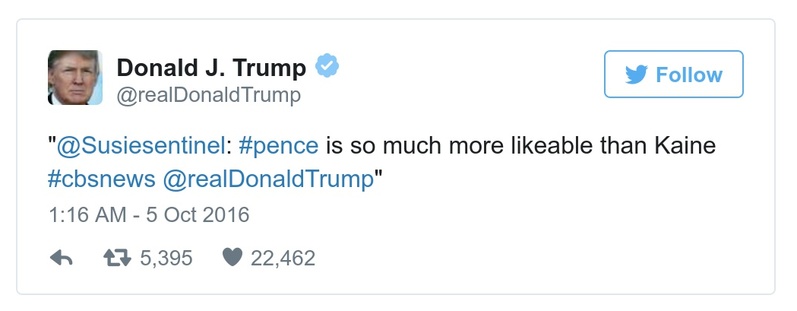 Donald J. Trump
@realDonaldTrump
Follow
"@Susiesentinel: #pence is so much more likeable than Kaine
#cbsnews @realDonaldTrump"
1:16 AM - 5 Oct 2016
5,395 22,462